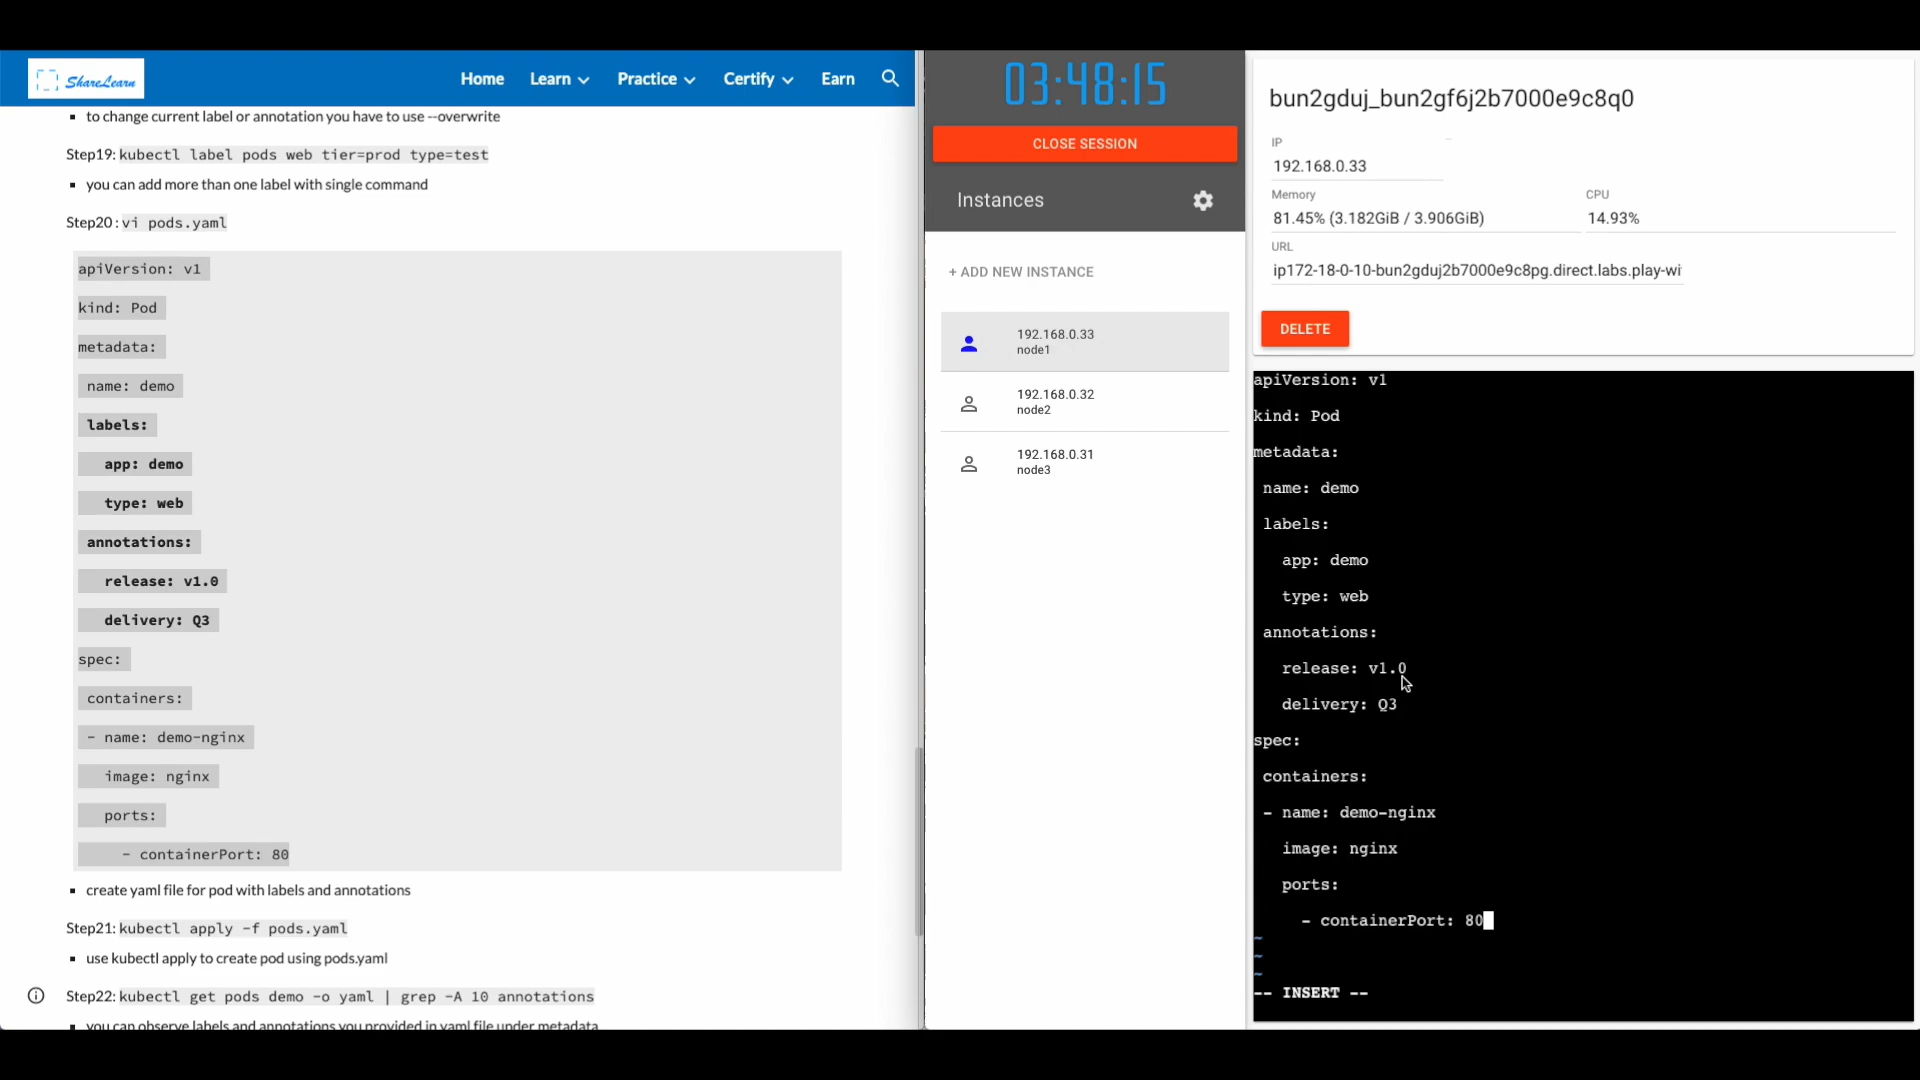 ShareLearn
Home Learn Practice Certify Earn
to change current label or annotation you have to use --overwrite
Step19: kubectl label pods web tier=prod type=test
you can add more than one label with single command
Step20: vi pods.yaml
apiVersion: v1
kind: Pod
metadata:
name: demo
labels:
app: demo
type: web
annotations:
release: v1.0
delivery: Q3
spec:
containers:
- name: demo-nginx
image: nginx
ports:
- containerPort: 80
create yaml file for pod with labels and annotations
Step21: kubectl apply -f pods.yaml
use kubectl apply to create pod using pods.yaml
Step22: kubectl get pods demo -o yaml | grep -A 10 annotations
you can observe labels and annotations you provided in yaml file under metadata
03:48:15
CLOSE SESSION
Instances
+ ADD NEW INSTANCE
192.168.0.33
node1
192.168.0.32
node2
192.168.0.31
node3
bun2gduj_bun2gf6j2b7000e9c8q0
IP
192.168.0.33
Memory CPU
81.45% (3.182GiB / 3.906GiB) 14.93%
URL
ip172-18-0-10-bun2gduj2b7000e9c8pg.direct.labs.play-wi
DELETE
apiVersion: v1
kind: Pod
metadata:
name: demo
labels:
app: demo
type: web
annotations:
release: v1.0
delivery: Q3
spec:
containers:
- name: demo-nginx
image: nginx
ports:
- containerPort: 80
~
~
~
-- INSERT --